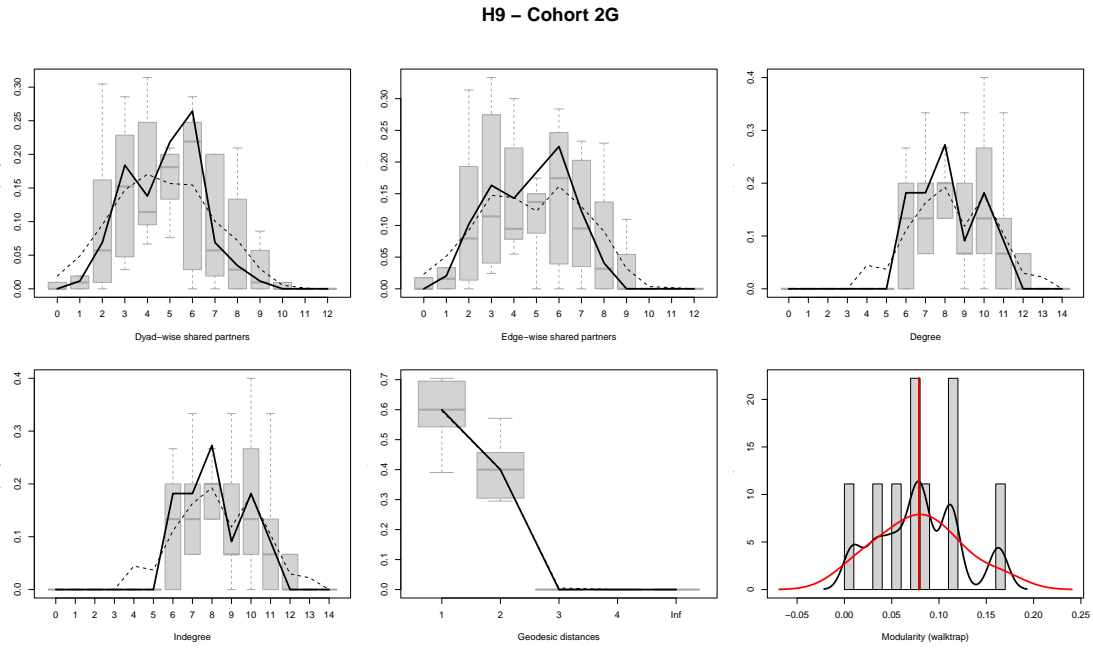 H9 – Cohort 2G
0.00 0.05 0.10 0.15 0.20 0.25 0.30
0 1 2 3 4 5 6 7 8 9 10 11 12
Dyad−wise shared partners
0.00 0.05 0.10 0.15 0.20 0.25 0.30
0 1 2 3 4 5 6 7 8 9 10 11 12
Edge−wise shared partners
0.0 0.1 0.2 0.3 0.4
0 1 2 3 4 5 6 7 8 9 10 11 12 13 14
Degree
0.0 0.1 0.2 0.3 0.4
0 1 2 3 3 5 6 7 8 9 10 11 12 13 14
Indegree
0.0 0.1 0.2 0.3 0.4 0.5 0.6 0.7
1 2 3 4 Inf
Geodesic distances
0 5 10 15 20
−0.05 0.00 0.05 0.10 0.15 0.20 0.25
Modularity (walktrap)